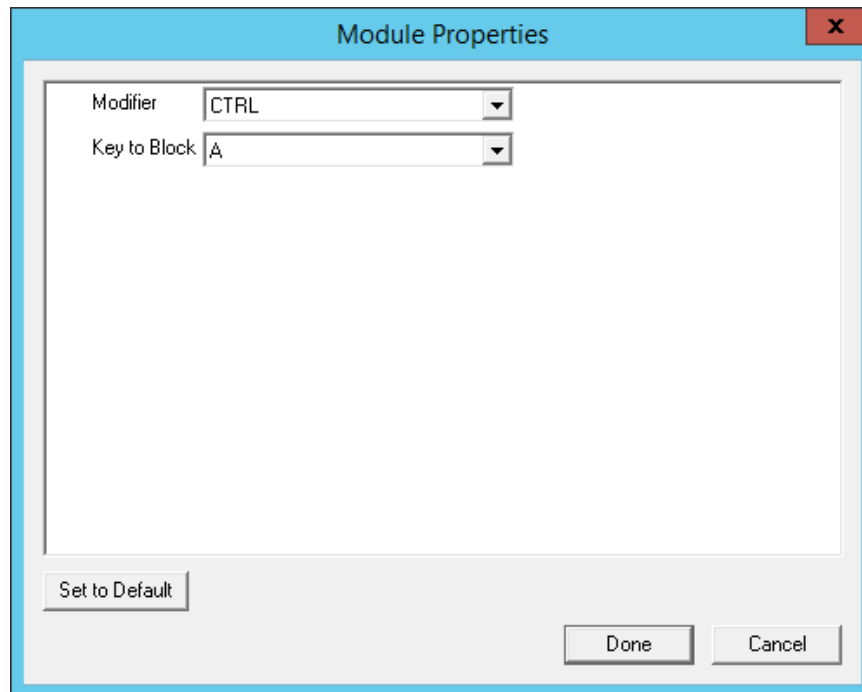 Module Properties
x
Modifier CTRL
Key to Block A
Set to Default
Done Cancel